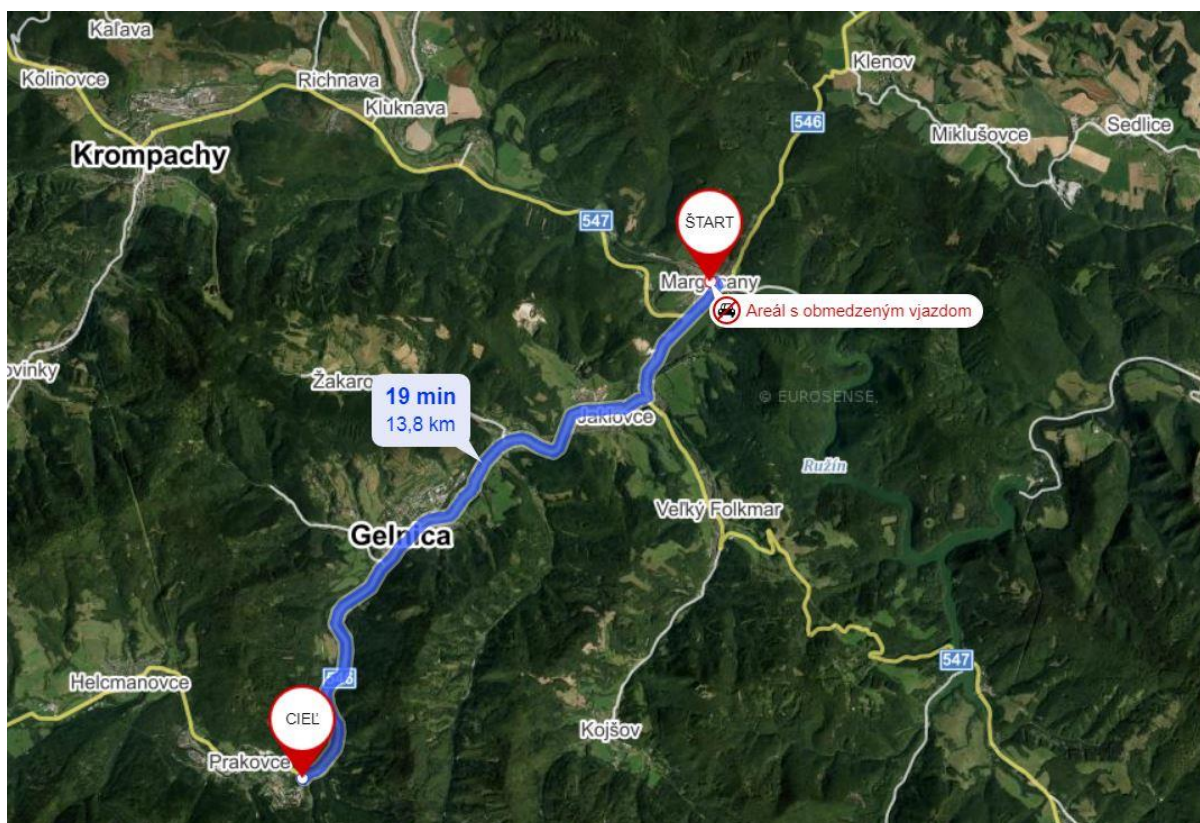 Kaľava
Kolinovce
Richnava
Kluknava
Klenov
546
Miklušovce
Sedlice
Krompachy
547
ŠTART
Areál s obmedzeným vjazdom
19 min
13,8 km
© EUROSENSE,
Jaklovce
Ružín
Veľký Folkmar
Gelnica
547
Helcmanovce
CIEĽ
Kojšov
Prakovce